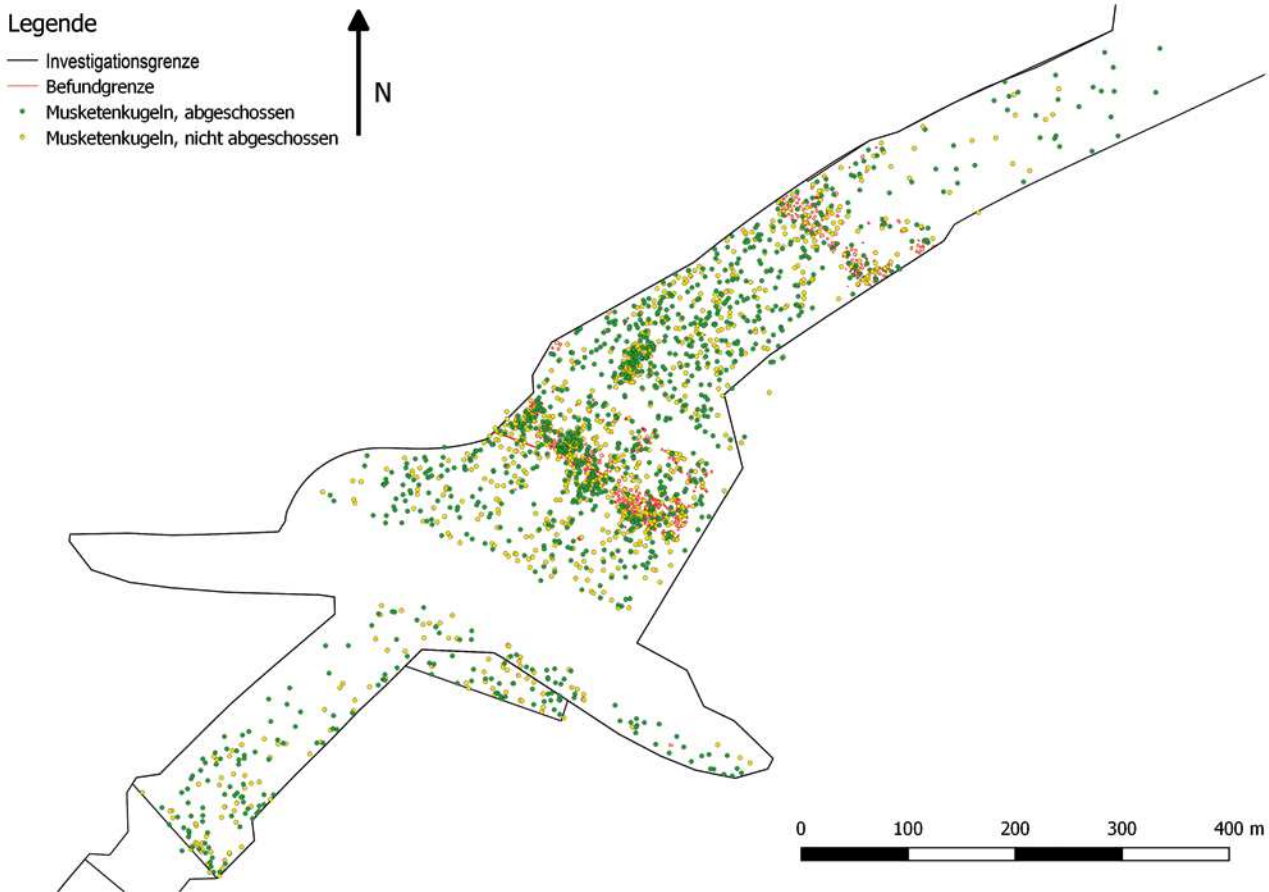 Legende
Investigationsgrenze
Befundgrenze
Musketenkugeln, abgeschossen
Musketenkugeln, nicht abgeschossen
N
0 100 200 300 400 m